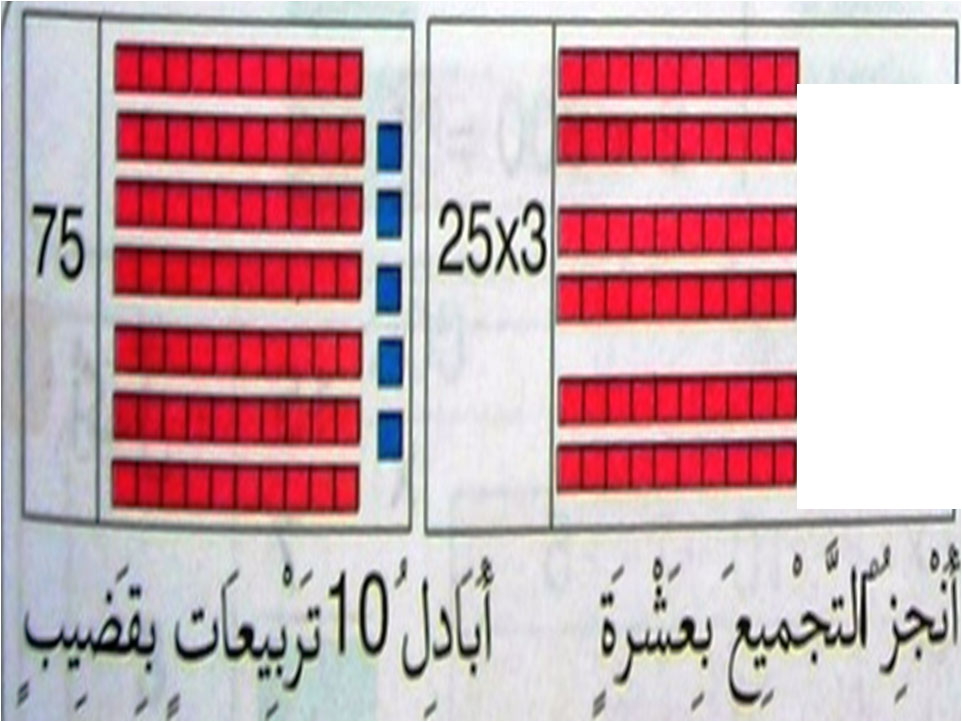 25x3
75
أُنْجِزُ التَّجْمِيعَ بِعَشْرَةٍ
أُبَادِلُ 10 تَرْبِيعَاتٍ بِقَضِيبٍ